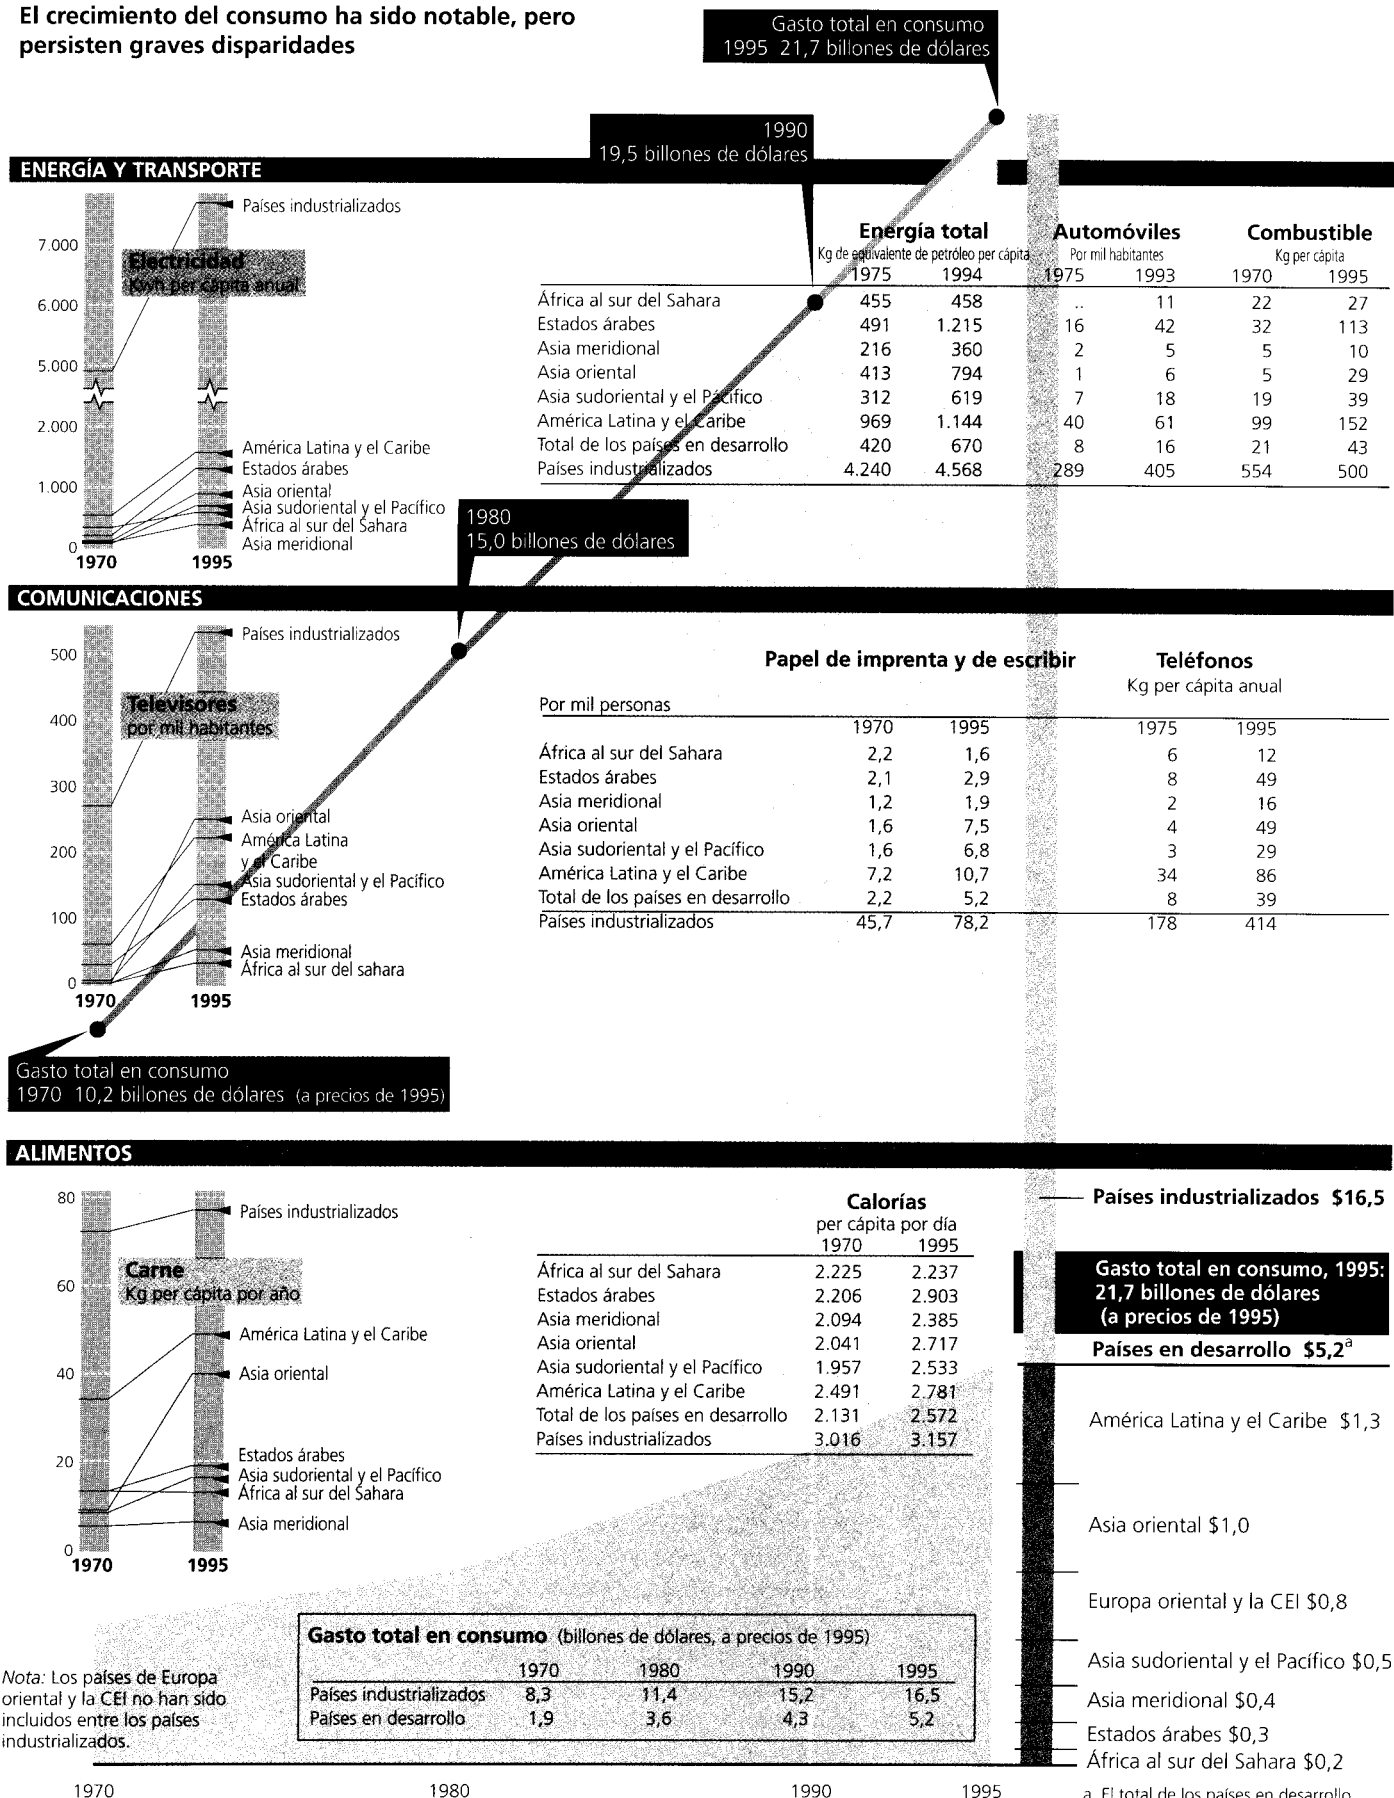 El crecimiento del consumo ha sido notable, pero
persisten graves disparidades
Gasto total en consumo
1995 21,7 billones de dólares
1990
19,5 billones de dólares
ENERGÍA Y TRANSPORTE
Países industrializados
7.000
Electricidad
Kwh per cápita anual
6.000
5.000
2.000
América Latina y el Caribe
Estados árabes
1.000
Asia oriental
Asia sudoriental y el Pacífico
África al sur del Sahara
0
Asia meridional
1970 1995
Energía total Automóviles Combustible
Kg de equivalente de petróleo per cápita Por mil habitantes Kg per cápita
1975 1994 1975 1993 1970 1995
África al sur del Sahara 455 458 .. 11 22 27
Estados árabes 491 1.215 16 42 32 113
Asia meridional 216 360 2 5 5 10
Asia oriental 413 794 1 6 5 29
Asia sudoriental y el Pacífico 312 619 7 18 19 39
América Latina y el Caribe 969 1.144 40 61 99 152
Total de los países en desarrollo 420 670 8 16 21 43
Países industrializados 4.240 4.568 289 405 554 500
1980
15,0 billones de dólares
COMUNICACIONES
Países industrializados
500
Televisores
por mil habitantes
400
300
Asia oriental
América Latina
y el Caribe
200
Asia sudoriental y el Pacífico
Estados árabes
100
Asia meridional
África al sur del sahara
0
1970 1995
Papel de imprenta y de escribir Teléfonos
Kg per cápita anual
Por mil personas
1970 1995 1975 1995
África al sur del Sahara 2,2 1,6 6 12
Estados árabes 2,1 2,9 8 49
Asia meridional 1,2 1,9 2 16
Asia oriental 1,6 7,5 4 49
Asia sudoriental y el Pacífico 1,6 6,8 3 29
América Latina y el Caribe 7,2 10,7 34 86
Total de los países en desarrollo 2,2 5,2 8 39
Países industrializados 45,7 78,2 178 414
Gasto total en consumo
1970 10,2 billones de dólares (a precios de 1995)
ALIMENTOS
80
Países industrializados
Carne
Kg per cápita por año
60
América Latina y el Caribe
40
Asia oriental
20
Estados árabes
Asia sudoriental y el Pacífico
África al sur del Sahara
Asia meridional
0
1970 1995
Calorías
per cápita por día
1970 1995
África al sur del Sahara 2.225 2.237
Estados árabes 2.206 2.903
Asia meridional 2.094 2.385
Asia oriental 2.041 2.717
Asia sudoriental y el Pacífico 1.957 2.533
América Latina y el Caribe 2.491 2.781
Total de los países en desarrollo 2.131 2.572
Países industrializados 3.016 3.157
Países industrializados $16,5
Gasto total en consumo, 1995:
21,7 billones de dólares
(a precios de 1995)
Países en desarrollo $5,2a
América Latina y el Caribe $1,3
Asia oriental $1,0
Europa oriental y la CEI $0,8
Asia sudoriental y el Pacífico $0,5
Asia meridional $0,4
Estados árabes $0,3
África al sur del Sahara $0,2
Gasto total en consumo (billones de dólares, a precios de 1995)
1970 1980 1990 1995
Países industrializados 8,3 11,4 15,2 16,5
Países en desarrollo 1,9 3,6 4,3 5,2
Nota: Los países de Europa
oriental y la CEI no han sido
incluidos entre los países
industrializados.
1970 1980 1990 1995
a. El total de los países en desarrollo